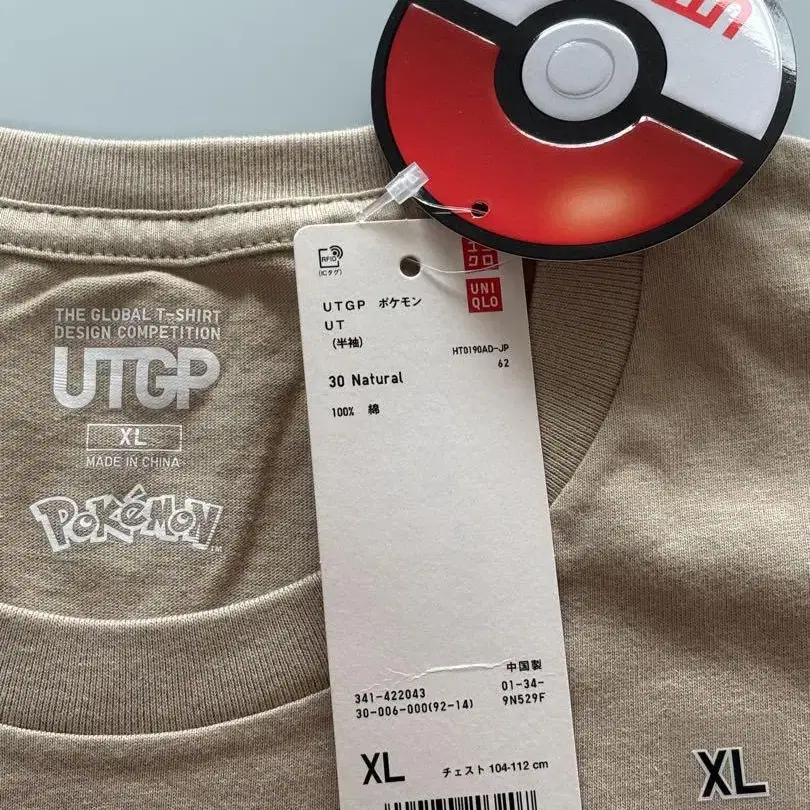 THE GLOBAL T-SHIRT
DESIGN COMPETITION
UTGP
XL
MADE IN CHINA
Pokémon
TM
RFID
(ICタグ)
ユニ
クロ
UNI
QLO
UTGP ポケモン
UT
(半袖)
HT0190AD-JP
62
30 Natural
100% 綿
中国製
341-422043
01-34-
30-006-000(92-14)
9N529F
XL
チェスト 104-112 cm
XL